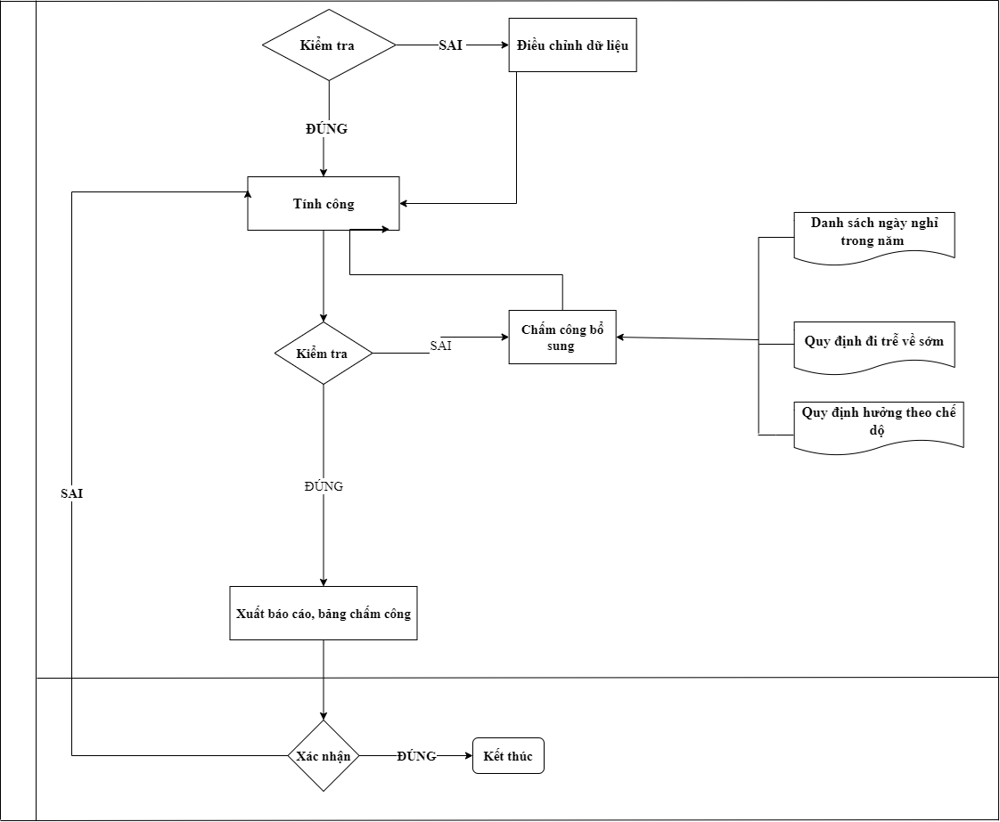 Kiểm tra
SAI
Điều chỉnh dữ liệu
ĐÚNG
Tính công
Danh sách ngày nghỉ
trong năm
Chấm công bổ
sung
Quy định đi trễ về sớm
SAI
Kiểm tra
Quy định hưởng theo chế
dộ
ĐÚNG
SAI
Xuất báo cáo, bảng chấm công
Xác nhận
ĐÚNG
Kết thúc